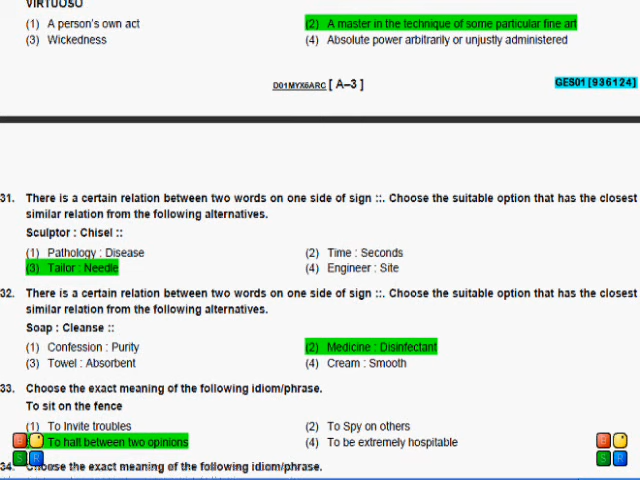 VIRTUOSO
(1) A person's own act (2) A master in the technique of some particular fine art
(3) Wickedness (4) Absolute power arbitrarily or unjustly administered
D01MYX6ARC [ A–3 ] GES01 [936124]
31. There is a certain relation between two words on one side of sign ::. Choose the suitable option that has the closest
similar relation from the following alternatives.
Sculptor : Chisel ::
(1) Pathology : Disease (2) Time : Seconds
(3) Tailor : Needle (4) Engineer : Site
32. There is a certain relation between two words on one side of sign ::. Choose the suitable option that has the closest
similar relation from the following alternatives.
Soap : Cleanse ::
(1) Confession : Purity (2) Medicine : Disinfectant
(3) Towel : Absorbent (4) Cream : Smooth
33. Choose the exact meaning of the following idiom/phrase.
To sit on the fence
(1) To Invite troubles (2) To Spy on others
To halt between two opinions (4) To be extremely hospitable
34. Choose the exact meaning of the following idiom/phrase.